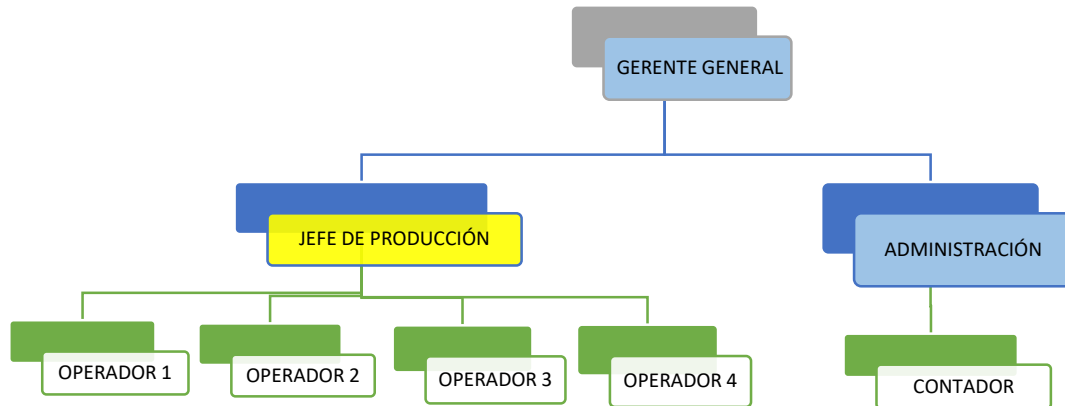 GERENTE GENERAL
JEFE DE PRODUCCIÓN
ADMINISTRACIÓN
OPERADOR 1
OPERADOR 2
OPERADOR 3
OPERADOR 4
CONTADOR